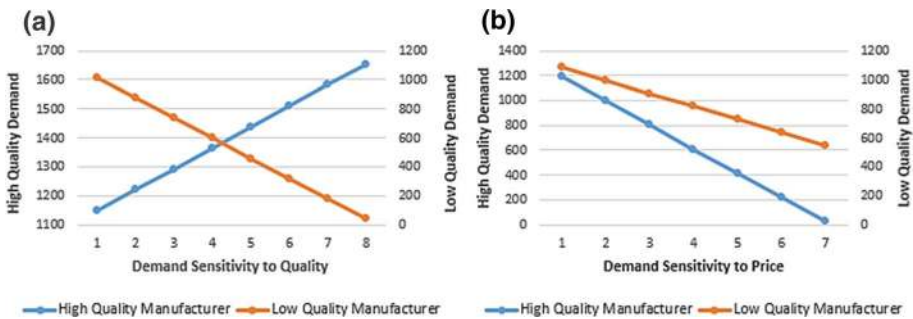 (a)
High Quality Demand
1700
1600
1500
1400
1300
1200
1100
1200
1000
800
600
400
200
0
Low Quality Demand
1 2 3 4 5 6 7 8
Demand Sensitivity to Quality
High Quality Manufacturer Low Quality Manufacturer
(b)
High Quality Demand
1400
1200
1000
800
600
400
200
0
1200
1000
800
600
400
200
0
Low Quality Demand
1 2 3 4 5 6 7
Demand Sensitivity to Price
High Quality Manufacturer Low Quality Manufacturer